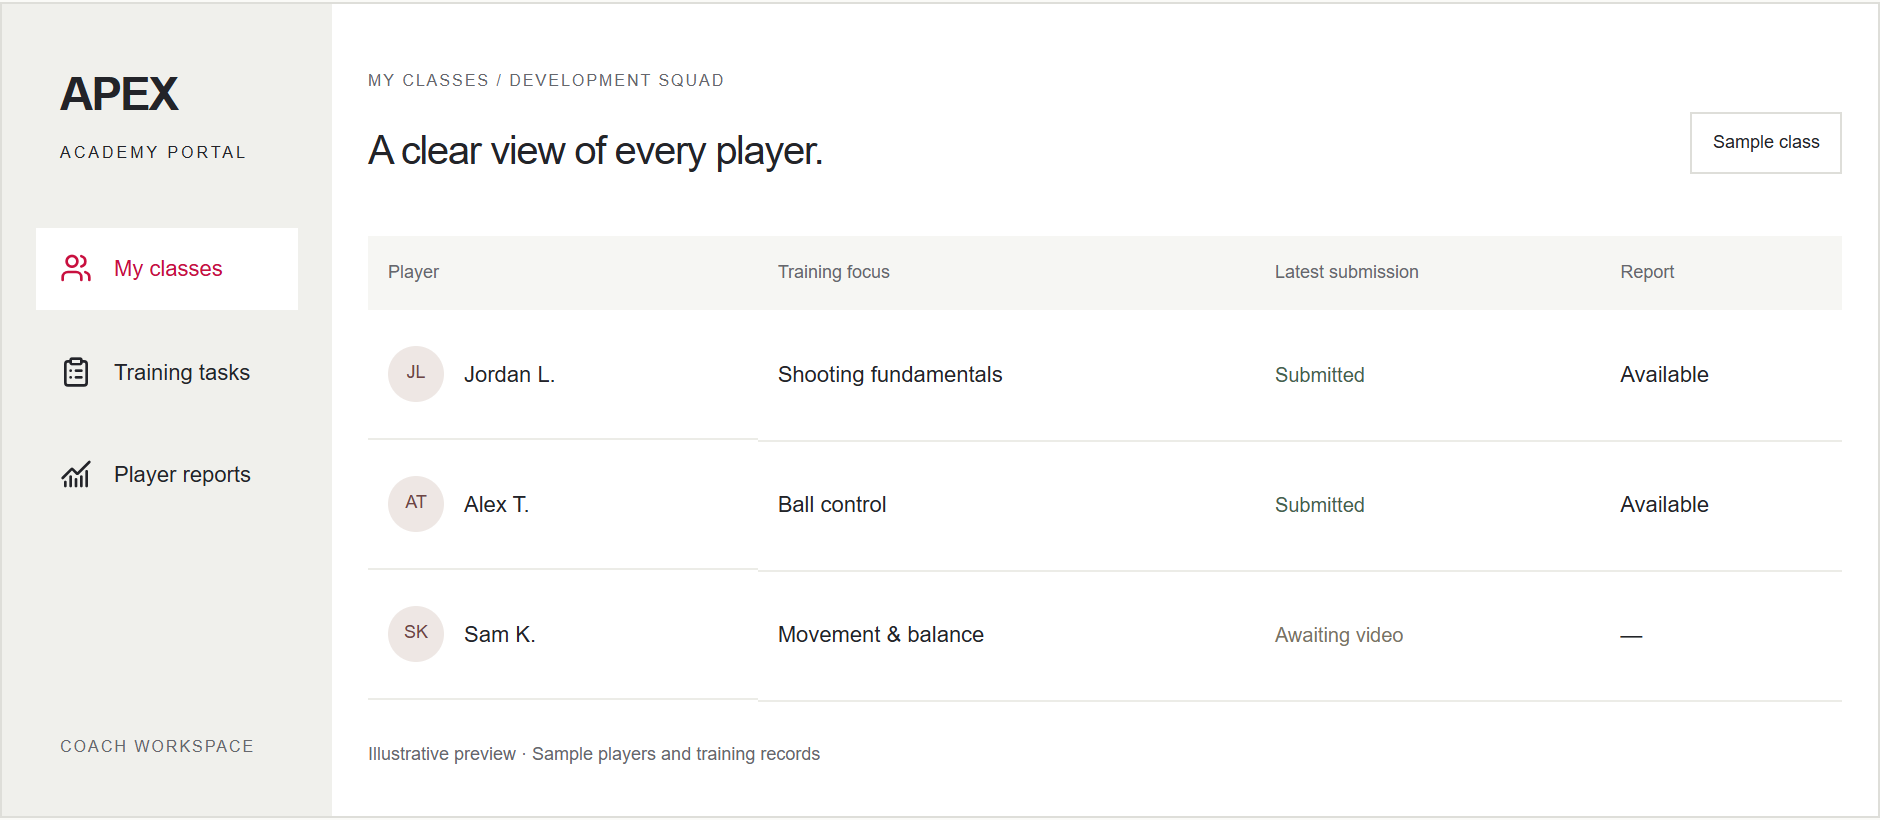 APEX
ACADEMY PORTAL
My classes
Training tasks
Player reports
COACH WORKSPACE
MY CLASSES / DEVELOPMENT SQUAD
A clear view of every player.
Sample class
Player Training focus Latest submission Report
JL Jordan L. Shooting fundamentals Submitted Available
AT Alex T. Ball control Submitted Available
SK Sam K. Movement & balance Awaiting video —
Illustrative preview · Sample players and training records